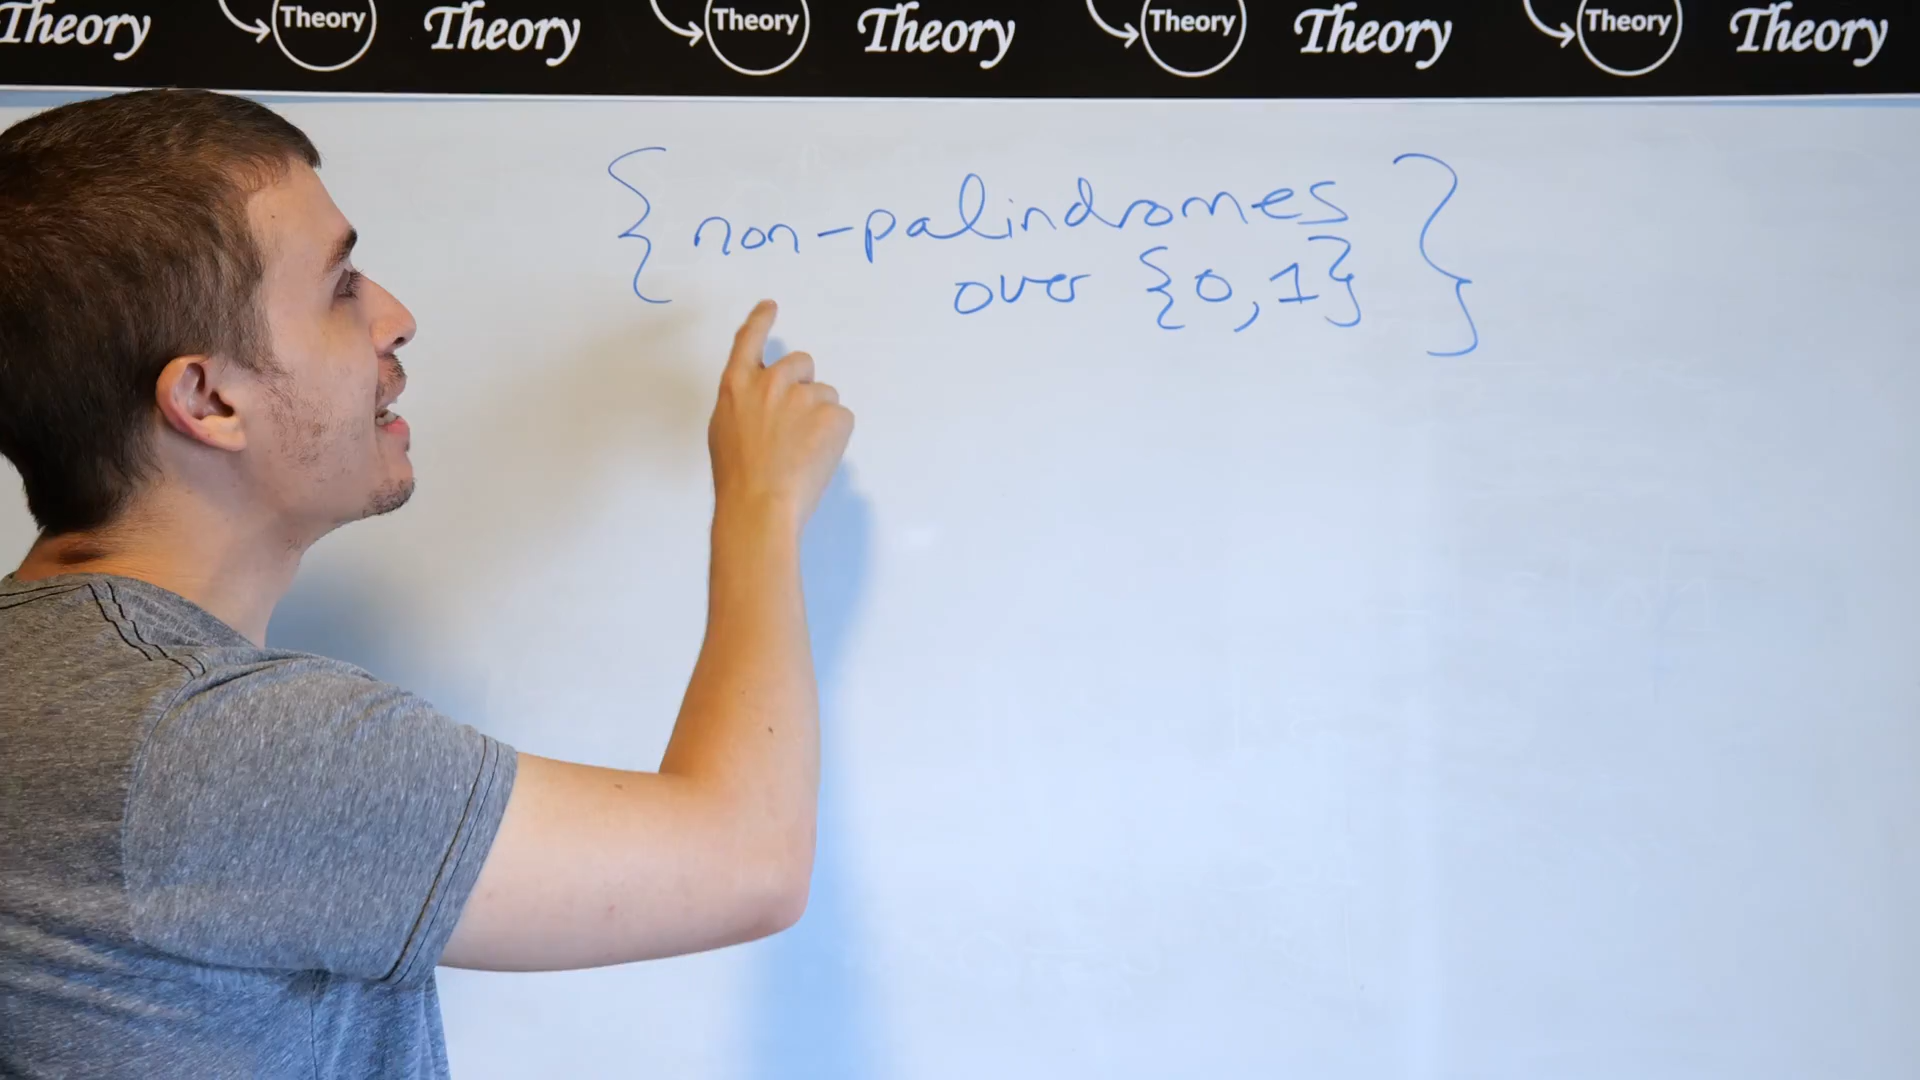 Theory Theory Theory Theory Theory Theory Theory Theory Theory
{ non-palindromes }
over {0,1}